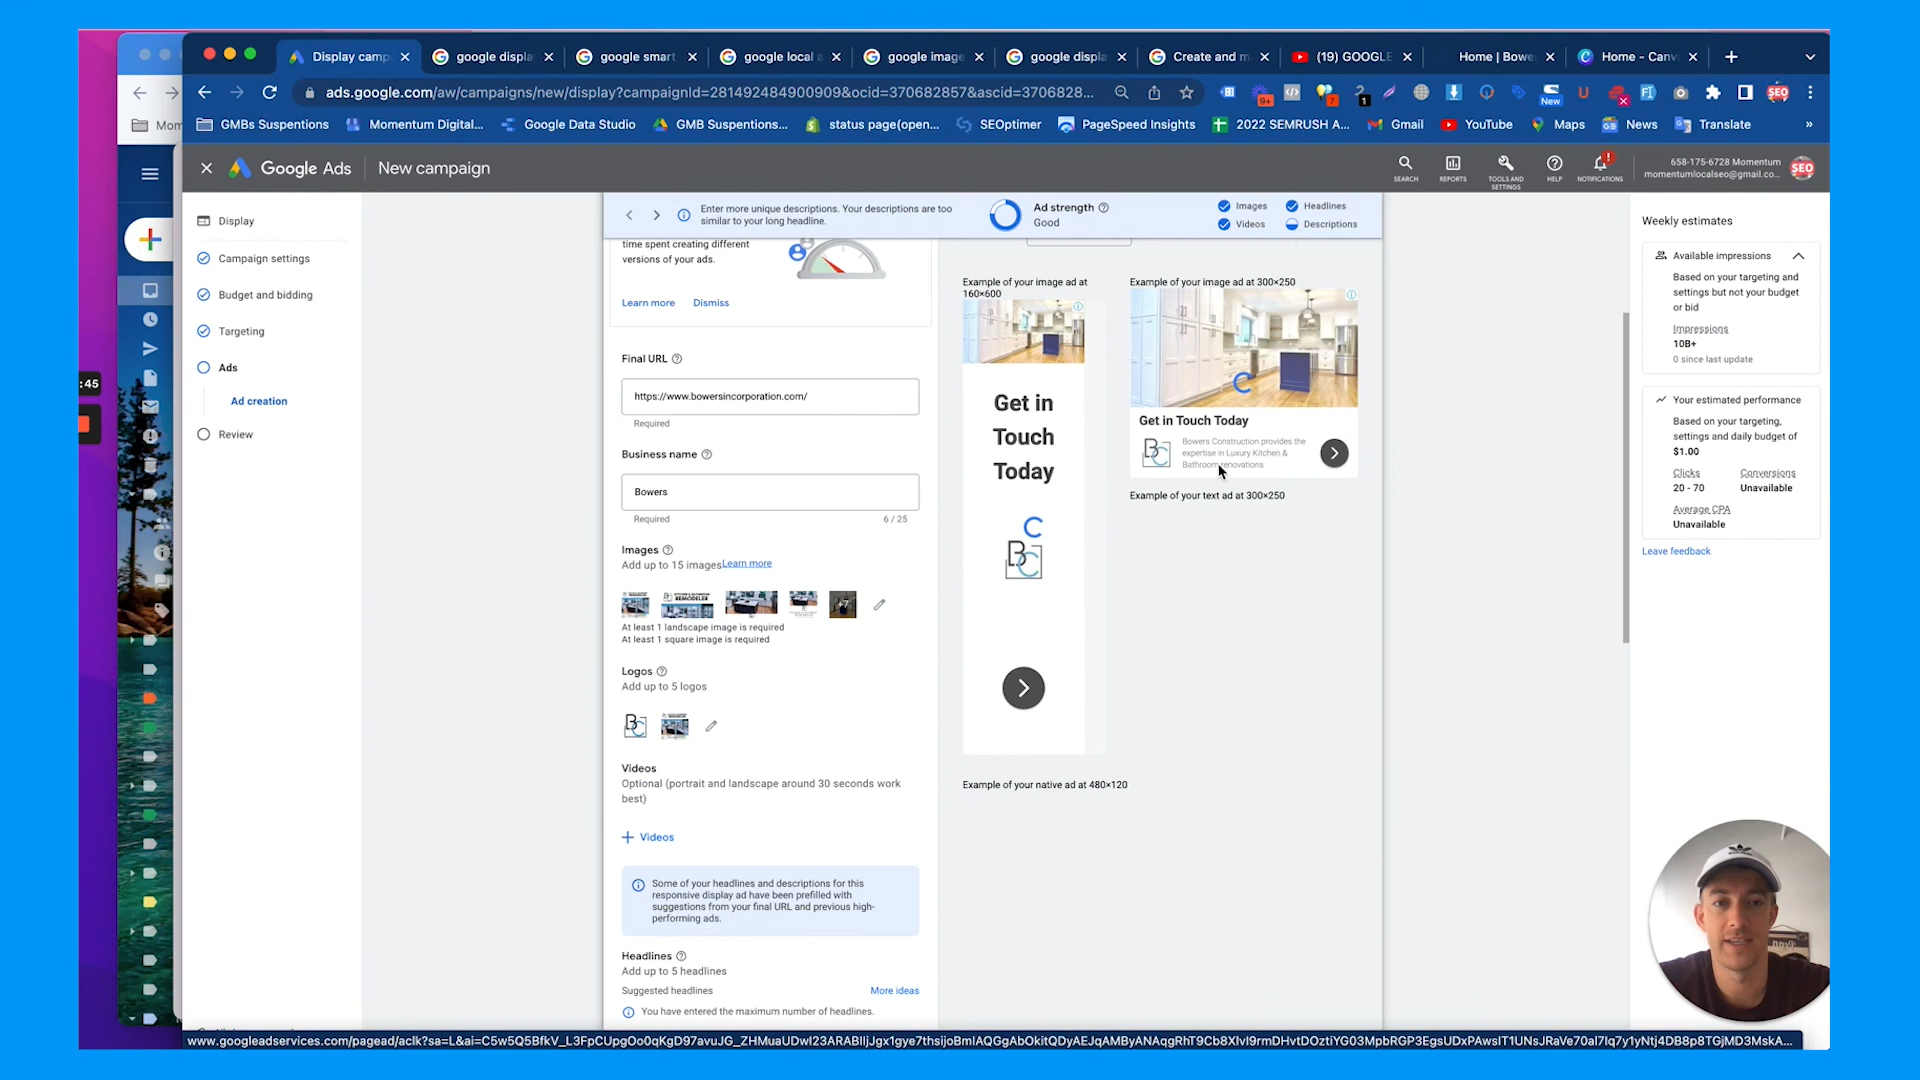 Display camp
google displa
google smart
google local a
google image
google displa
Create and m
(19) GOOGLE
Home | Bowe
Home - Canv
ads.google.com/aw/campaigns/new/display?campaignId=281492484900909&ocid=370682857&ascid=3706828...
Mom
GMBs Suspentions
Momentum Digital...
Google Data Studio
GMB Suspentions...
status page(open...
SEOptimer
PageSpeed Insights
2022 SEMRUSH A...
Gmail
YouTube
Maps
News
Translate
Google Ads
New campaign
SEARCH
REPORTS
TOOLS AND SETTINGS
HELP
NOTIFICATIONS
658-175-6728 Momentum
momentumlocalseo@gmail.co...
SEO
Display
Campaign settings
Budget and bidding
Targeting
Ads
Ad creation
Review
:45
Enter more unique descriptions. Your descriptions are too
similar to your long headline.
Ad strength
Good
Images
Headlines
Videos
Descriptions
time spent creating different
versions of your ads.
Learn more
Dismiss
Final URL
https://www.bowersincorporation.com/
Required
Business name
Bowers
Required
6 / 25
Images
Add up to 15 images
Learn more
REMODELER
+7
At least 1 landscape image is required
At least 1 square image is required
Logos
Add up to 5 logos
BC
Videos
Optional (portrait and landscape around 30 seconds work
best)
Videos
Some of your headlines and descriptions for this
responsive display ad have been prefilled with
suggestions from your final URL and previous high-
performing ads.
Headlines
Add up to 5 headlines
Suggested headlines
More ideas
You have entered the maximum number of headlines.
Example of your image ad at
160×600
Get in
Touch
Today
BC
Example of your native ad at 480×120
Example of your image ad at 300×250
Get in Touch Today
BC
Bowers Construction provides the
expertise in Luxury Kitchen &
Bathroom renovations
Example of your text ad at 300×250
Weekly estimates
Available impressions
Based on your targeting and
settings but not your budget
or bid
Impressions
10B+
0 since last update
Your estimated performance
Based on your targeting,
settings and daily budget of
$1.00
Clicks
20 - 70
Conversions
Unavailable
Average CPA
Unavailable
Leave feedback